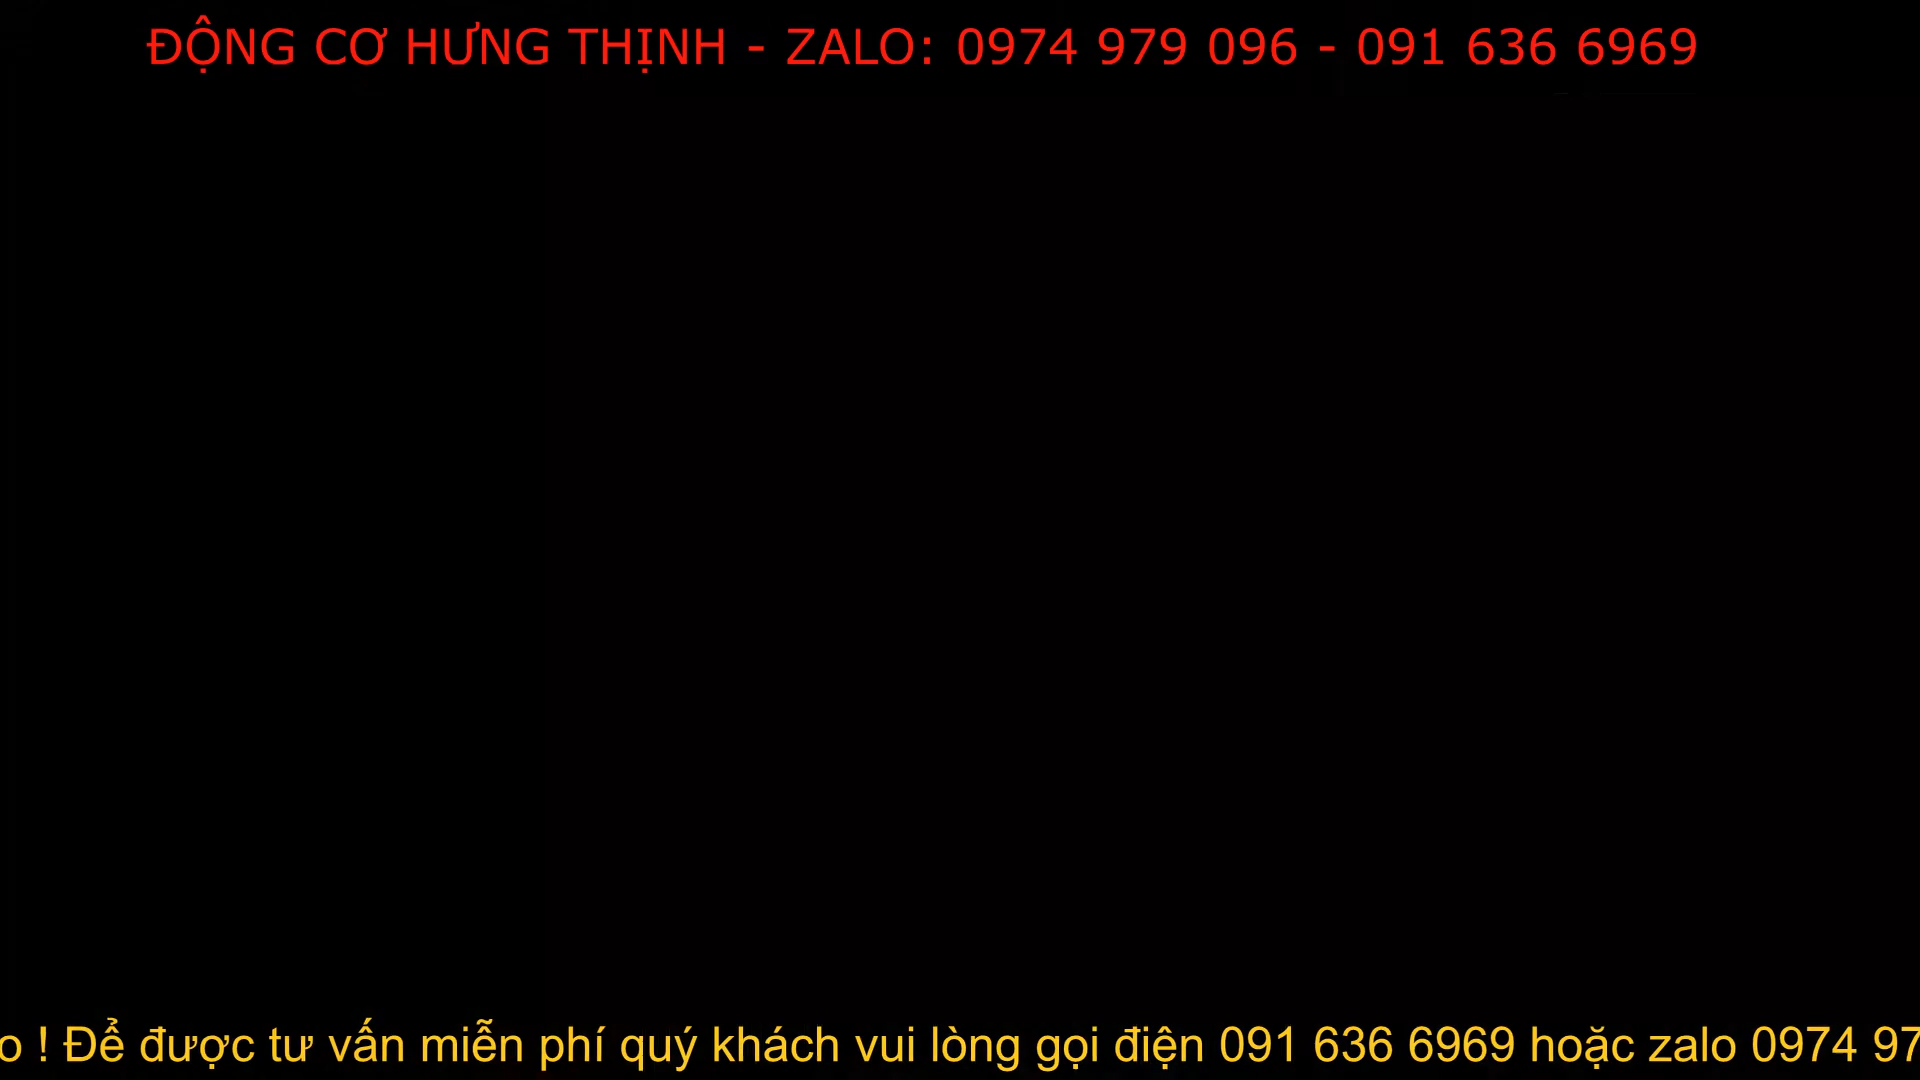 ĐỘNG CƠ HƯNG THỊNH - ZALO: 0974 979 096 - 091 636 6969
o ! Để được tư vấn miễn phí quý khách vui lòng gọi điện 091 636 6969 hoặc zalo 0974 97